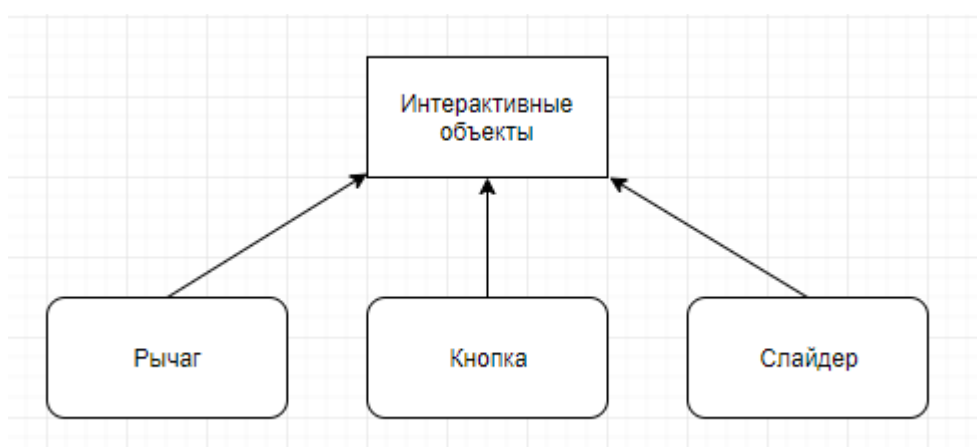 Интерактивные
объекты
Рычаг
Кнопка
Слайдер